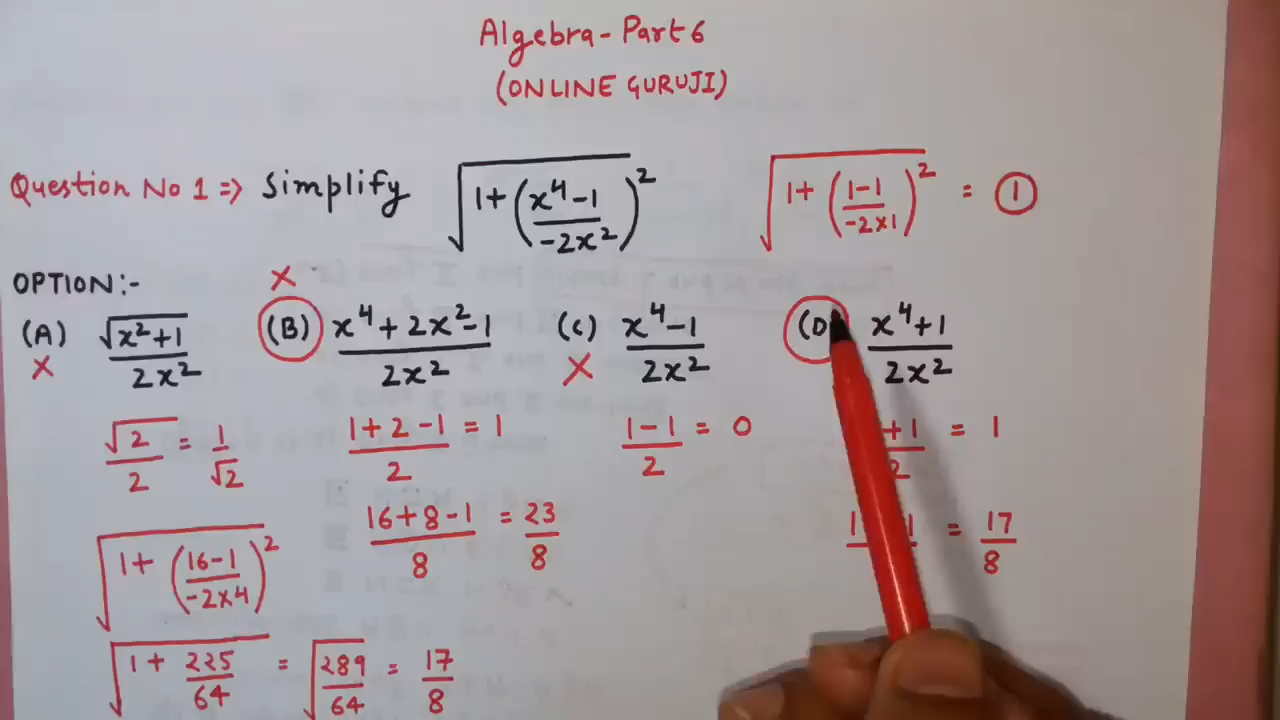 Algebra-Part 6
(ONLINE GURUJI)
Question No 1 => Simplify √(1+((x⁴-1)/(-2x²))²) √(1+((1-1)/(-2×1))²) = 1
OPTION:- ×
(A) √(x²+1)/2x² (B) (x⁴+2x²-1)/2x² (C) (x⁴-1)/2x² (D) (x⁴+1)/2x²
× ×
√2/2 = 1/√2 (1+2-1)/2 = 1 (1-1)/2 = 0 +1/2 = 1
(16+8-1)/8 = 23/8 = 17/8
√(1+((16-1)/(-2×4))²)
√(1+225/64) = √(289/64) = 17/8